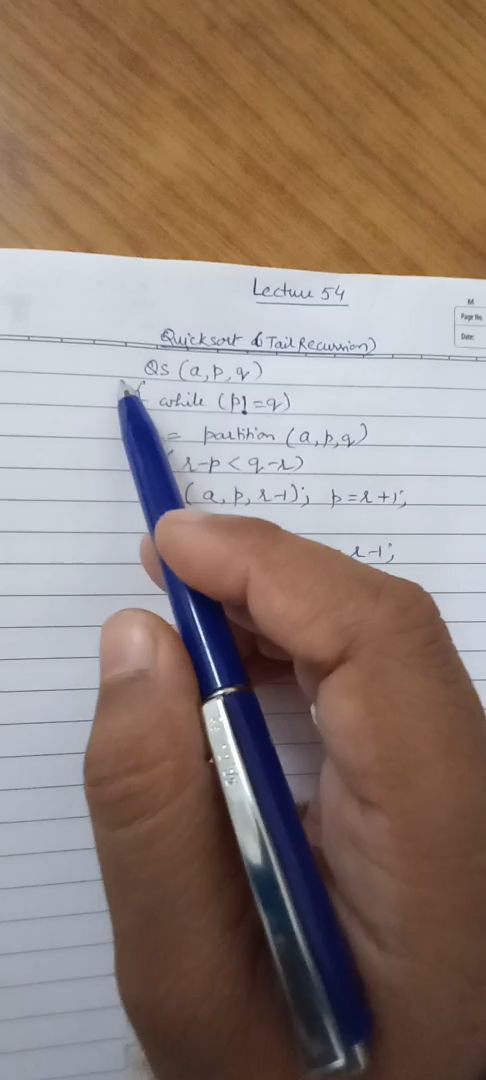 Lecture 54
M
Page No.
Date:
Quicksort (Tail Recursion)
QS (a, p, q)
{ while (p! = q)
= partition (a, p, q)
( r-p < q-r)
( a, p, r-1); p = r+1;
= r-1;